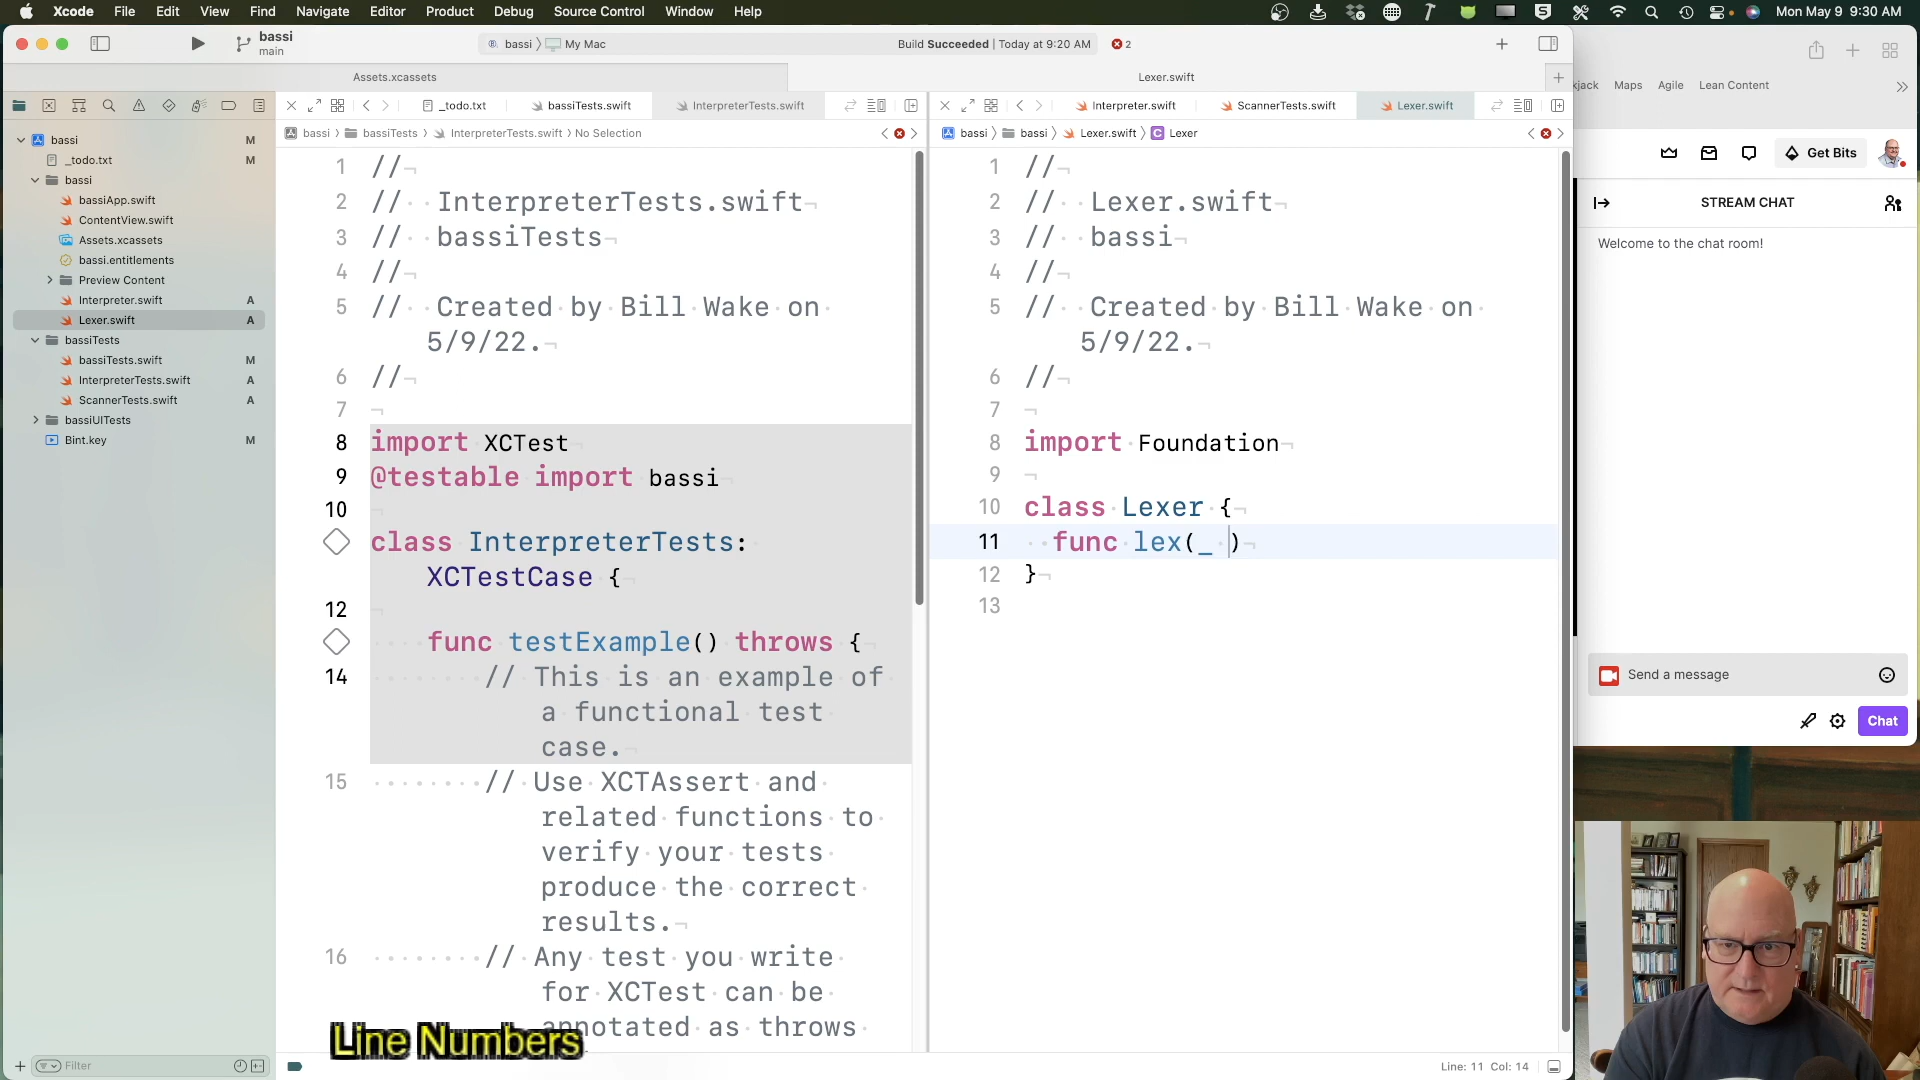 Xcode File Edit View Find Navigate Editor Product Debug Source Control Window Help
Mon May 9 9:30 AM
bassi
main
bassi My Mac
Build Succeeded | Today at 9:20 AM
2
Assets.xcassets
Lexer.swift
_todo.txt
bassiTests.swift
InterpreterTests.swift
Interpreter.swift
ScannerTests.swift
Lexer.swift
bassi bassiTests InterpreterTests.swift No Selection
bassi bassi Lexer.swift C Lexer
bassi M
_todo.txt M
bassi
bassiApp.swift
ContentView.swift
Assets.xcassets
bassi.entitlements
Preview Content
Interpreter.swift A
Lexer.swift A
bassiTests
bassiTests.swift M
InterpreterTests.swift A
ScannerTests.swift A
bassiUITests
Bint.key M
Filter
1 //
2 // InterpreterTests.swift
3 // bassiTests
4 //
5 // Created by Bill Wake on
5/9/22.
6 //
7
8 import XCTest
9 @testable import bassi
10
class InterpreterTests:
XCTestCase {
12
func testExample() throws {
14 // This is an example of
a functional test
case.
15 // Use XCTAssert and
related functions to
verify your tests
produce the correct
results.
16 // Any test you write
for XCTest can be
annotated as throws
Line Numbers
1 //
2 // Lexer.swift
3 // bassi
4 //
5 // Created by Bill Wake on
5/9/22.
6 //
7
8 import Foundation
9
10 class Lexer {
11 func lex(_ )
12 }
13
Line: 11 Col: 14
kjack Maps Agile Lean Content
Get Bits
STREAM CHAT
Welcome to the chat room!
Send a message
Chat